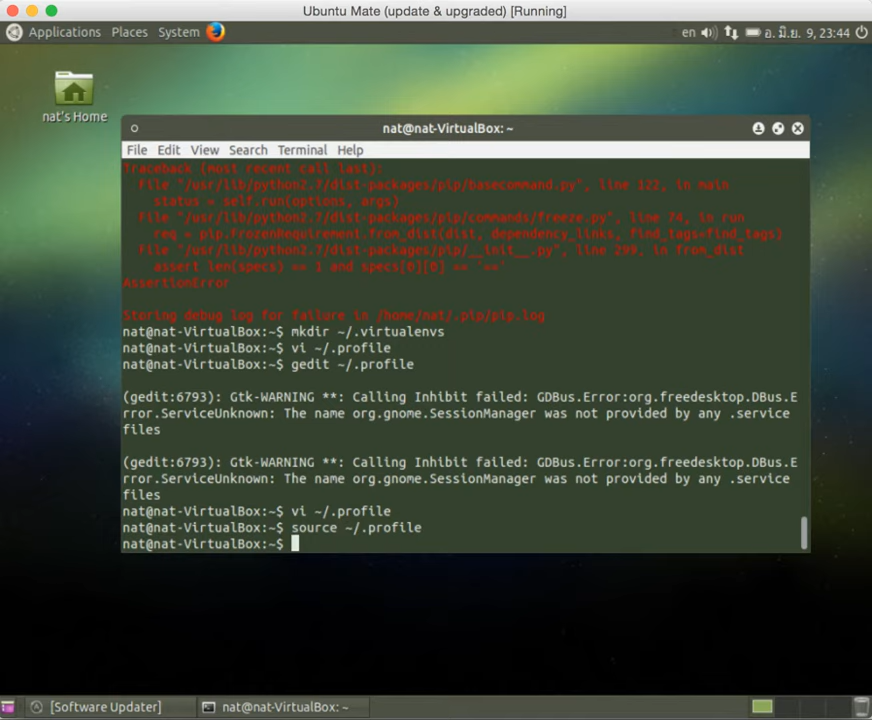 Ubuntu Mate (update & upgraded) [Running]
Applications Places System en อ. มิ.ย. 9, 23:44
nat's Home
nat@nat-VirtualBox: ~
File Edit View Search Terminal Help
Traceback (most recent call last):
File "/usr/lib/python2.7/dist-packages/pip/basecommand.py", line 122, in main
status = self.run(options, args)
File "/usr/lib/python2.7/dist-packages/pip/commands/freeze.py", line 74, in run
req = pip.FrozenRequirement.from_dist(dist, dependency_links, find_tags=find_tags)
File "/usr/lib/python2.7/dist-packages/pip/__init__.py", line 299, in from_dist
assert len(specs) == 1 and specs[0][0] == '=='
AssertionError
Storing debug log for failure in /home/nat/.pip/pip.log
nat@nat-VirtualBox:~$ mkdir ~/.virtualenvs
nat@nat-VirtualBox:~$ vi ~/.profile
nat@nat-VirtualBox:~$ gedit ~/.profile
(gedit:6793): Gtk-WARNING **: Calling Inhibit failed: GDBus.Error:org.freedesktop.DBus.E
rror.ServiceUnknown: The name org.gnome.SessionManager was not provided by any .service
files
(gedit:6793): Gtk-WARNING **: Calling Inhibit failed: GDBus.Error:org.freedesktop.DBus.E
rror.ServiceUnknown: The name org.gnome.SessionManager was not provided by any .service
files
nat@nat-VirtualBox:~$ vi ~/.profile
nat@nat-VirtualBox:~$ source ~/.profile
nat@nat-VirtualBox:~$
[Software Updater] nat@nat-VirtualBox: ~